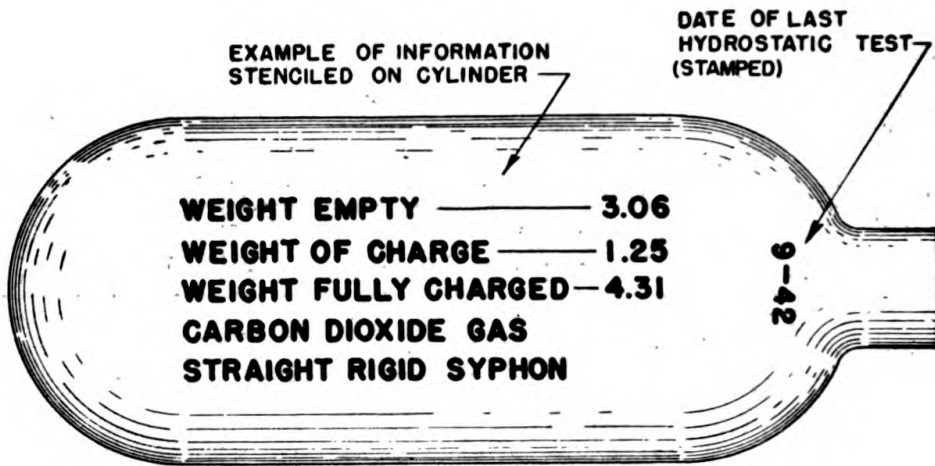 EXAMPLE OF INFORMATION
STENCILED ON CYLINDER
DATE OF LAST
HYDROSTATIC TEST
(STAMPED)
WEIGHT EMPTY — 3.06
WEIGHT OF CHARGE — 1.25
WEIGHT FULLY CHARGED — 4.31
CARBON DIOXIDE GAS
STRAIGHT RIGID SYPHON
9-42